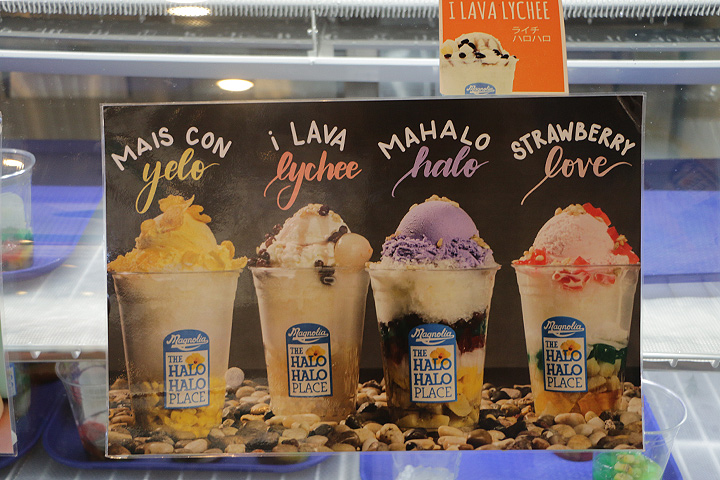 I LAVA LYCHEE
ライチ
ハロハロ
Magnolia
MAIS CON
yelo
i LAVA
lychee
MAHALO
halo
STRAWBERRY
love
Magnolia
THE
HALO
HALO
PLACE
Magnolia
THE
HALO
HALO
PLACE
Magnolia
THE
HALO
HALO
PLACE
Magnolia
THE
HALO
HALO
PLACE